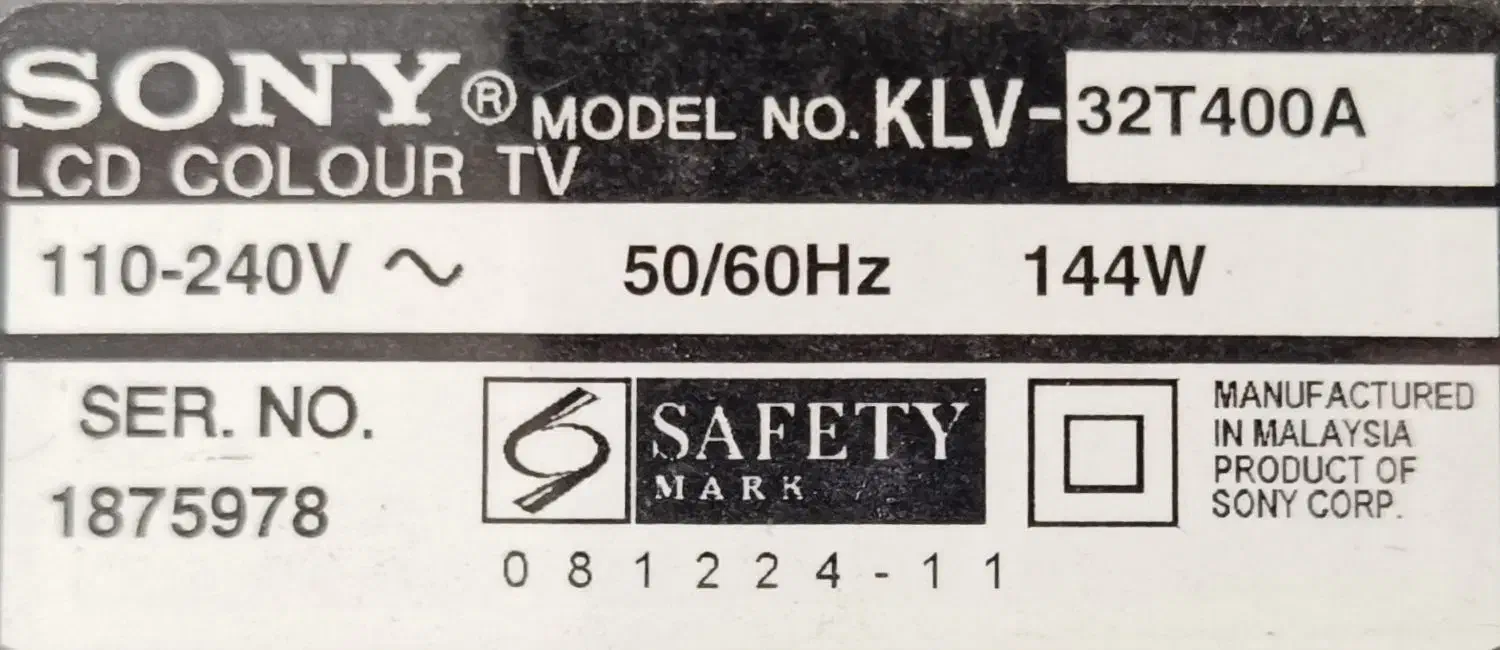 SONY® MODEL NO. KLV-32T400A
LCD COLOUR TV
110-240V ~ 50/60Hz 144W
SER. NO.
1875978
SAFETY
MARK
081224-11
MANUFACTURED
IN MALAYSIA
PRODUCT OF
SONY CORP.